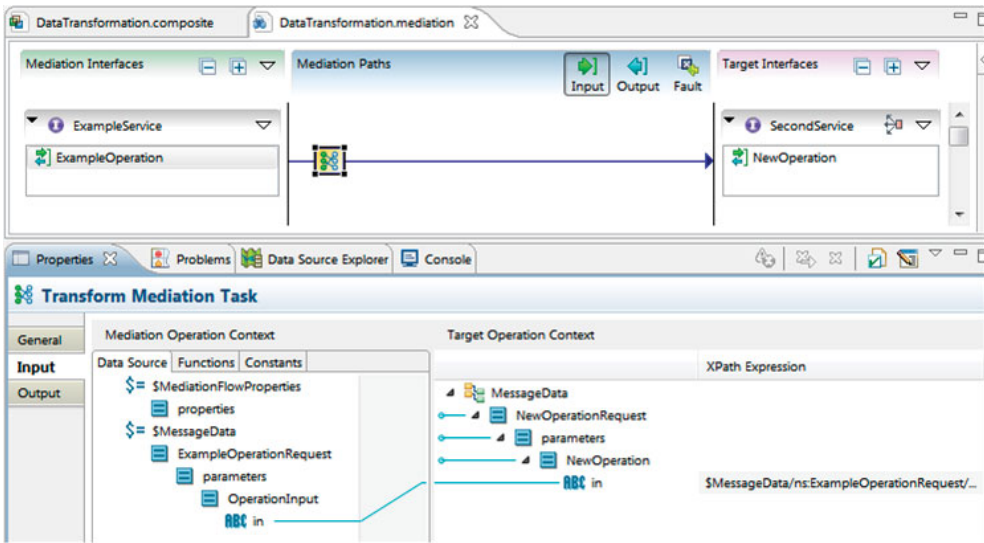 DataTransformation.composite DataTransformation.mediation
Mediation Interfaces Mediation Paths Input Output Fault Target Interfaces
ExampleService SecondService
ExampleOperation NewOperation
Properties Problems Data Source Explorer Console
Transform Mediation Task
General Mediation Operation Context Target Operation Context
Input Data Source Functions Constants XPath Expression
Output $= $MediationFlowProperties MessageData
properties NewOperationRequest
$= $MessageData parameters
ExampleOperationRequest NewOperation
parameters ABC in $MessageData/ns:ExampleOperationRequest/...
OperationInput
ABC in